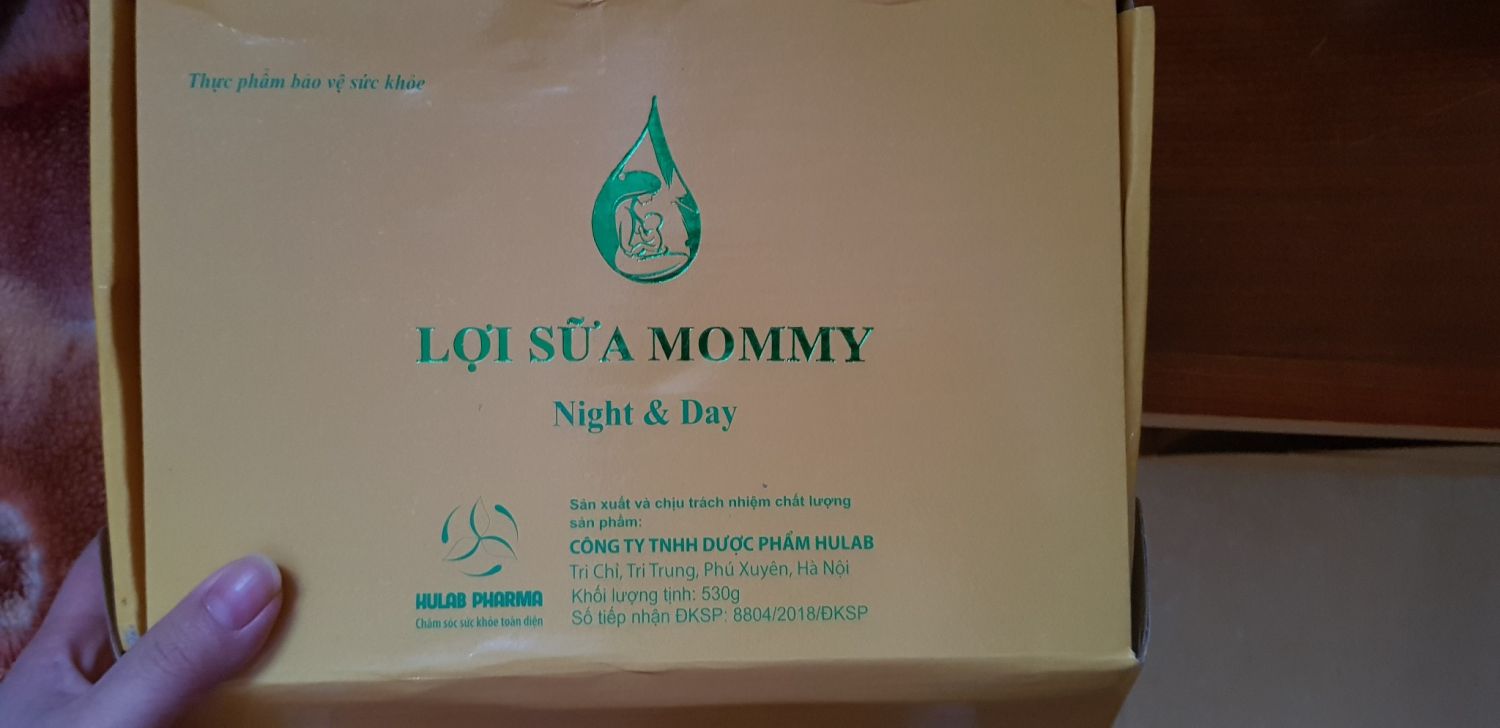 Thực phẩm bảo vệ sức khỏe
LỢI SỮA MOMMY
Night & Day
Sản xuất và chịu trách nhiệm chất lượng
sản phẩm:
CÔNG TY TNHH DƯỢC PHẨM HULAB
Tri Chỉ, Tri Trung, Phú Xuyên, Hà Nội
Khối lượng tịnh: 530g
Số tiếp nhận ĐKSP: 8804/2018/ĐKSP
HULAB PHARMA
Chăm sóc sức khỏe toàn diện